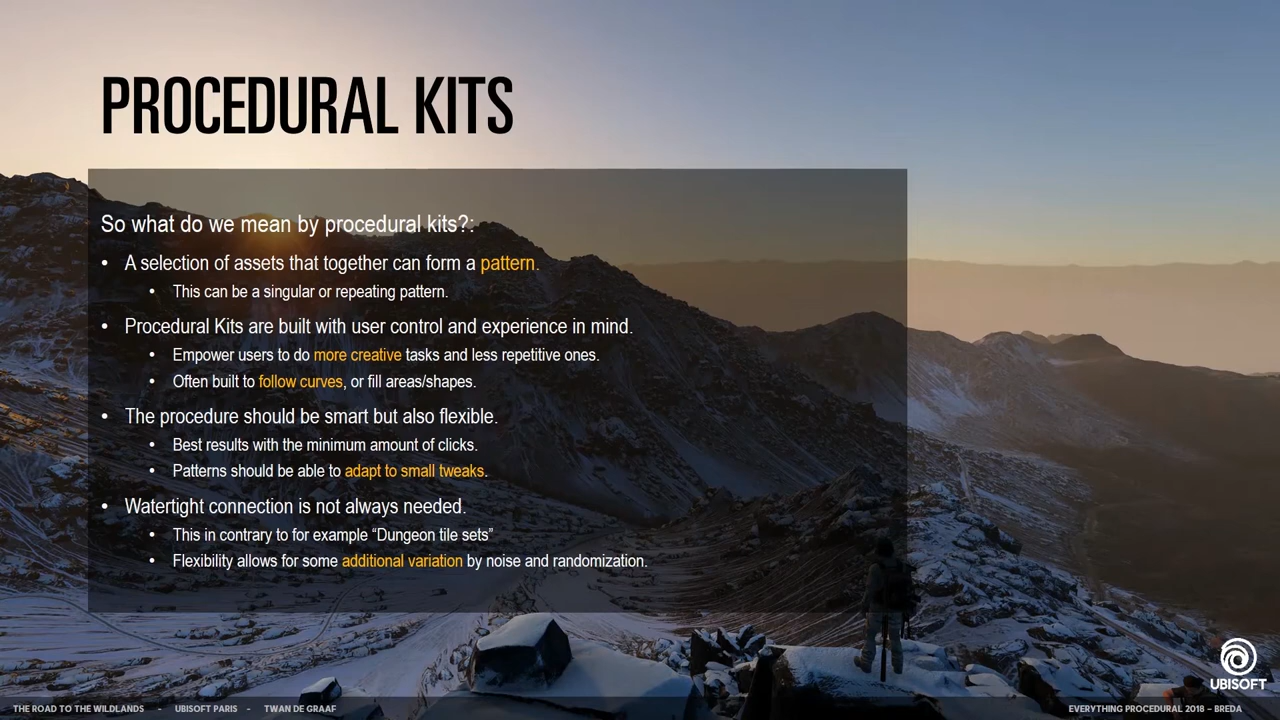 PROCEDURAL KITS
So what do we mean by procedural kits?:
• A selection of assets that together can form a pattern.
• This can be a singular or repeating pattern.
• Procedural Kits are built with user control and experience in mind.
• Empower users to do more creative tasks and less repetitive ones.
• Often built to follow curves, or fill areas/shapes.
• The procedure should be smart but also flexible.
• Best results with the minimum amount of clicks.
• Patterns should be able to adapt to small tweaks.
• Watertight connection is not always needed.
• This in contrary to for example “Dungeon tile sets”
• Flexibility allows for some additional variation by noise and randomization.
UBISOFT
THE ROAD TO THE WILDLANDS - UBISOFT PARIS - TWAN DE GRAAF
EVERYTHING PROCEDURAL 2018 – BREDA